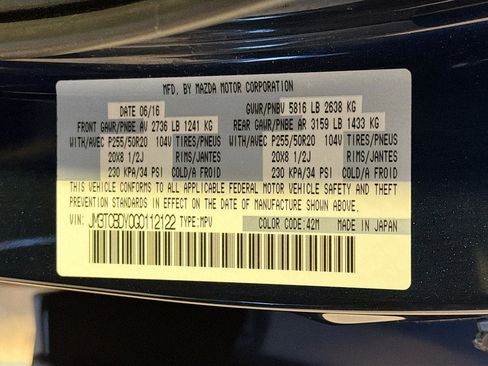 MFD. BY MAZDA MOTOR CORPORATION
DATE 06/16 GVWR/PNBV 5816 LB 2638 KG
FRONT GAWR/PNBE AV 2736 LB 1241 KG REAR GAWR/PNBE AR 3159 LB 1433 KG
WITH/AVEC P255/50R20 104V TIRES/PNEUS WITH/AVEC P255/50R20 104V TIRES/PNEUS
20X8 1/2J RIMS/JANTES 20X8 1/2J RIMS/JANTES
230 KPA/34 PSI COLD/A FROID 230 KPA/34 PSI COLD/A FROID
THIS VEHICLE CONFORMS TO ALL APPLICABLE FEDERAL MOTOR VEHICLE SAFETY AND THEFT
PREVENTION STANDARDS IN EFFECT ON THE DATE OF MANUFACTURE SHOWN ABOVE.
VIN: JM3TCBDY0G0112122 TYPE:MPV COLOR CODE:42M MADE IN JAPAN